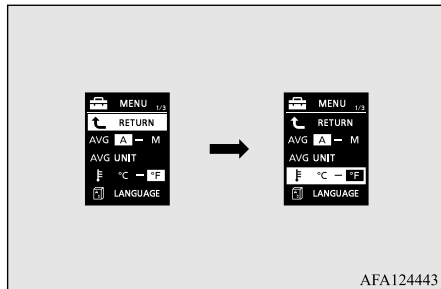 MENU 1/3
RETURN
AVG A – M
AVG UNIT
°C – °F
LANGUAGE
MENU 1/3
RETURN
AVG A – M
AVG UNIT
°C – °F
LANGUAGE
AFA124443